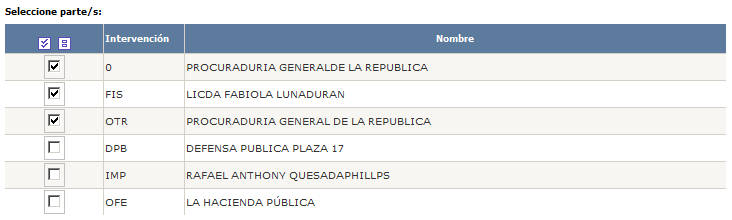 Seleccione parte/s:
Intervención Nombre
0 PROCURADURIA GENERALDE LA REPUBLICA
FIS LICDA FABIOLA LUNADURAN
OTR PROCURADURIA GENERAL DE LA REPUBLICA
DPB DEFENSA PUBLICA PLAZA 17
IMP RAFAEL ANTHONY QUESADAPHILLPS
OFE LA HACIENDA PÚBLICA